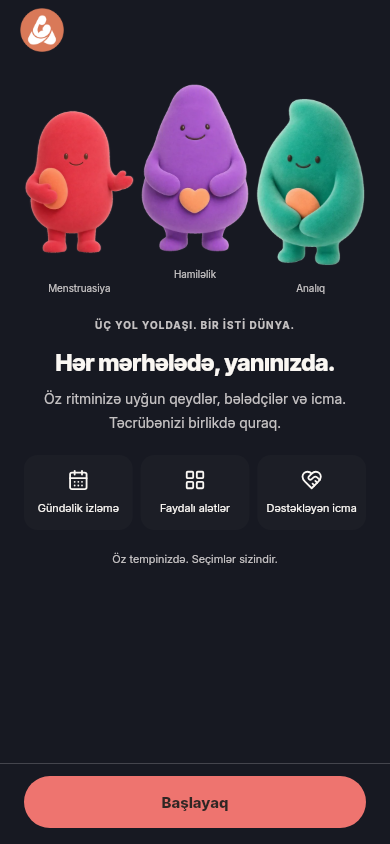 Menstruasiya
Hamiləlik
Analıq
ÜÇ YOL YOLDAŞI. BİR İSTİ DÜNYA.
Hər mərhələdə, yanınızda.
Öz ritminizə uyğun qeydlər, bələdçilər və icma.
Təcrübənizi birlikdə quraq.
Gündəlik izləmə
Faydalı alətlər
Dəstəkləyən icma
Öz tempinizdə. Seçimlər sizindir.
Başlayaq